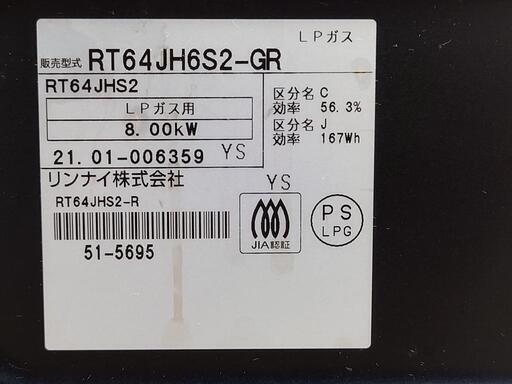 LPガス
販売型式 RT64JH6S2-GR
RT64JHS2
LPガス用
8.00kW
区分名 C
効率 56.3%
区分名 J
効率 167Wh
21.01-006359 YS
リンナイ株式会社
YS
RT64JHS2-R
51-5695
JIA認証
PS
LPG